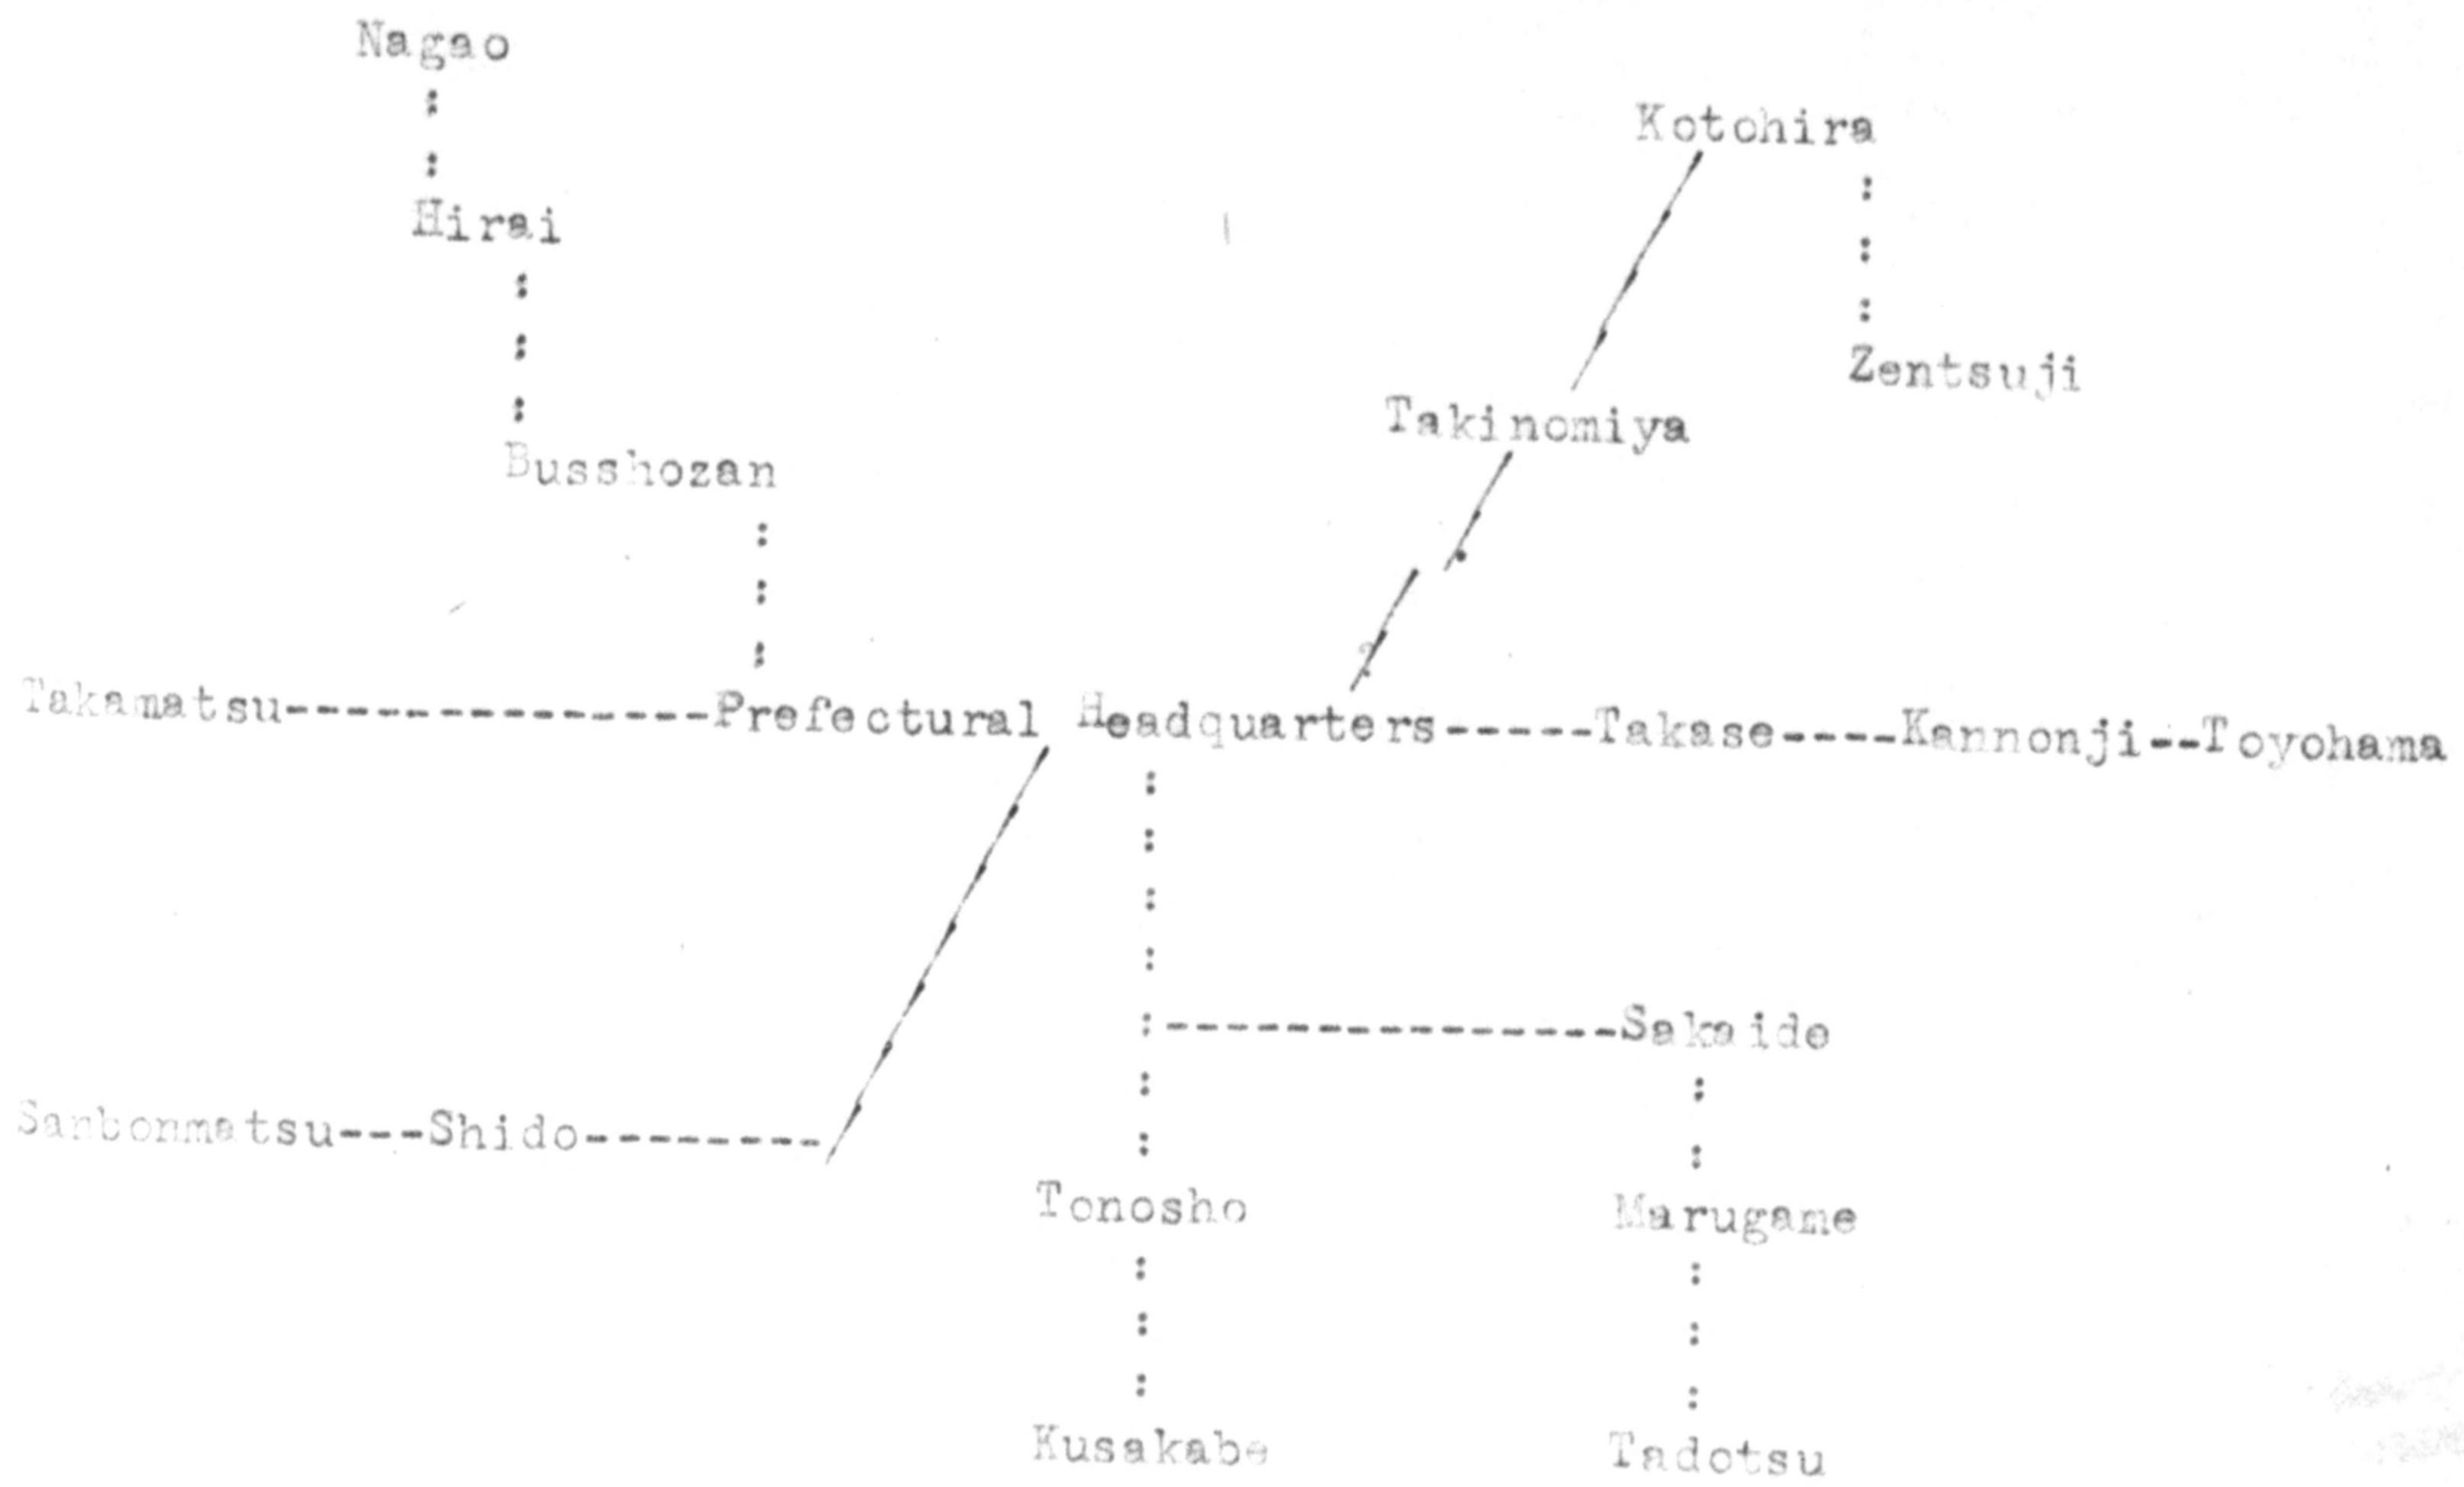 Nagao
Kotohira
Hirai
Zentsuji
Takinomiya
Busshozan
Takamatsu--------------Prefectural Headquarters-----Takase----Kannonji--Toyohama
Sakaide
Sanbonmatsu---Shido--------
Tonosho
Marugame
Kusakabe
Tadotsu